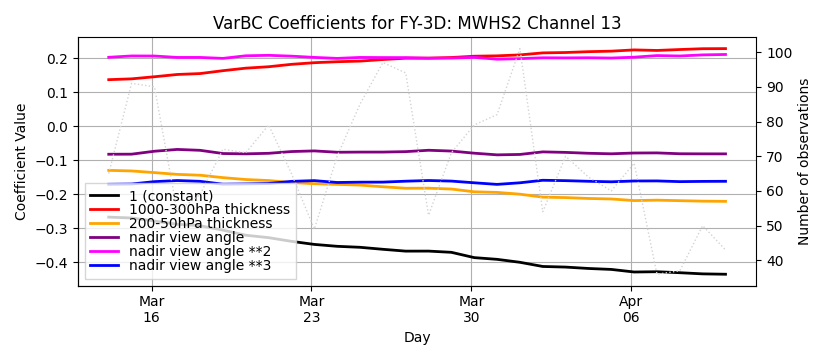 VarBC Coefficients for FY-3D: MWHS2 Channel 13
Coefficient Value
0.2
0.1
0.0
−0.1
−0.2
−0.3
−0.4
100
90
80
70
60
50
40
Number of observations
1 (constant)
1000-300hPa thickness
200-50hPa thickness
nadir view angle
nadir view angle **2
nadir view angle **3
Mar
16
Mar
23
Mar
30
Apr
06
Day